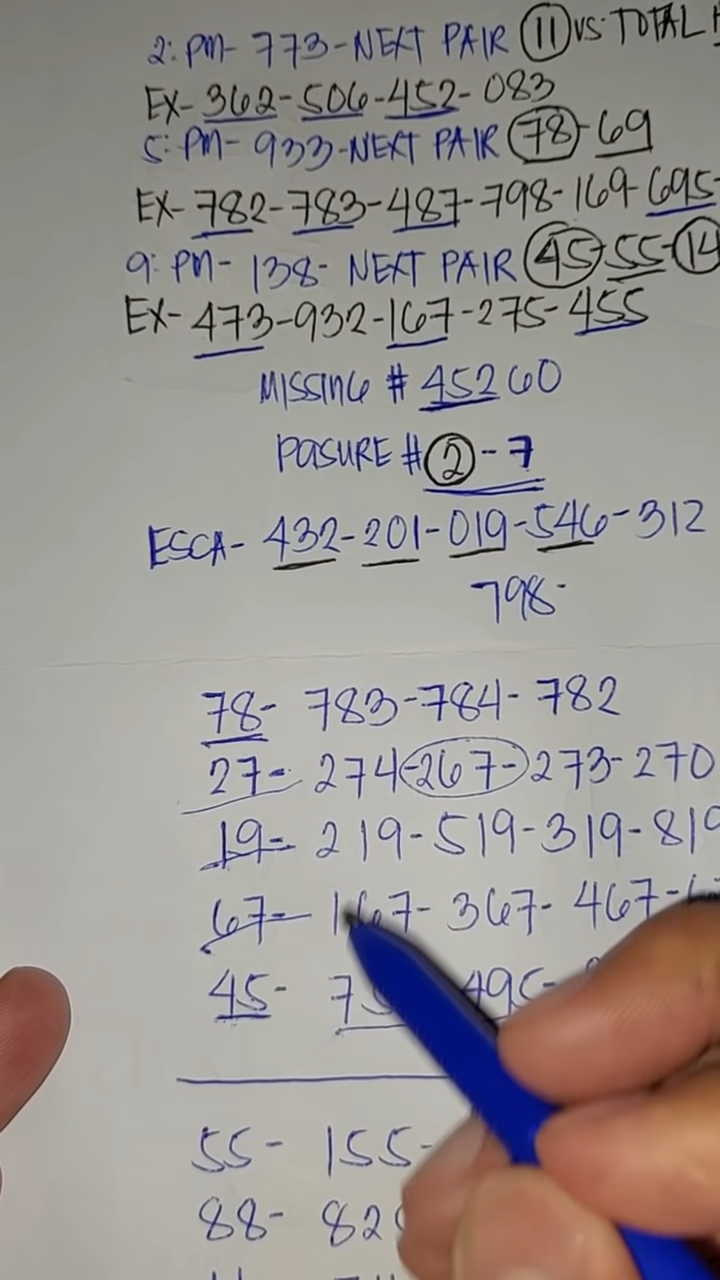 2: PM- 773-NEXT PAIR 11 VS TOTAL
EX-362-506-452-083
5: PM- 933-NEXT PAIR 78-69
EX-782-783-487-798-169-695-
9: PM- 138- NEXT PAIR 45-55-14
EX-473-932-167-275-455
MISSING # 45260
PASURE # 2-7
ESCA- 432-201-019-546-312
798-
78- 783-784-782
27- 274-267-273-270
19- 219-519-319-819
67- 167-367-467-
45-
55- 155-
88-